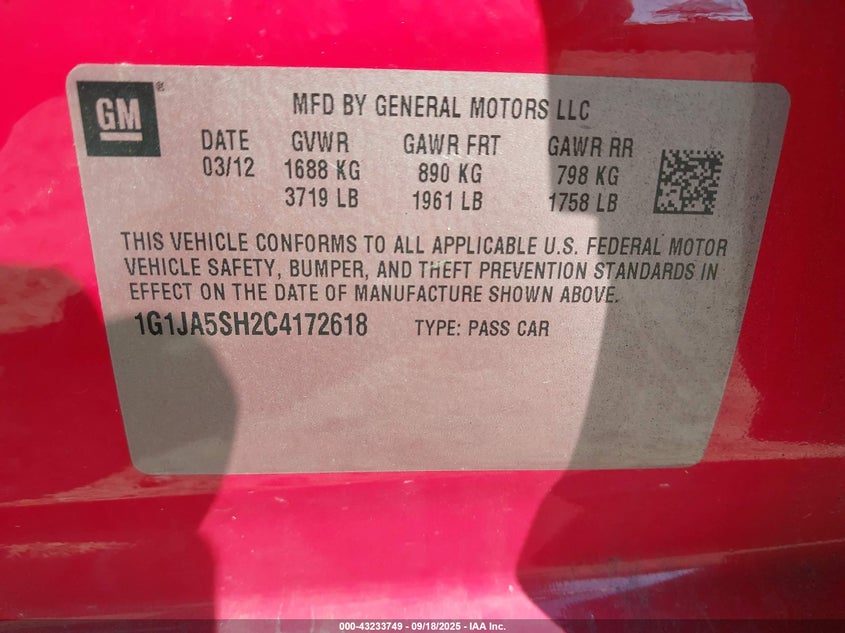 GM ®
MFD BY GENERAL MOTORS LLC
DATE GVWR GAWR FRT GAWR RR
03/12 1688 KG 890 KG 798 KG
3719 LB 1961 LB 1758 LB
THIS VEHICLE CONFORMS TO ALL APPLICABLE U.S. FEDERAL MOTOR
VEHICLE SAFETY, BUMPER, AND THEFT PREVENTION STANDARDS IN
EFFECT ON THE DATE OF MANUFACTURE SHOWN ABOVE.
1G1JA5SH2C4172618 TYPE: PASS CAR
000-43233749 - 09/18/2025 - IAA Inc.